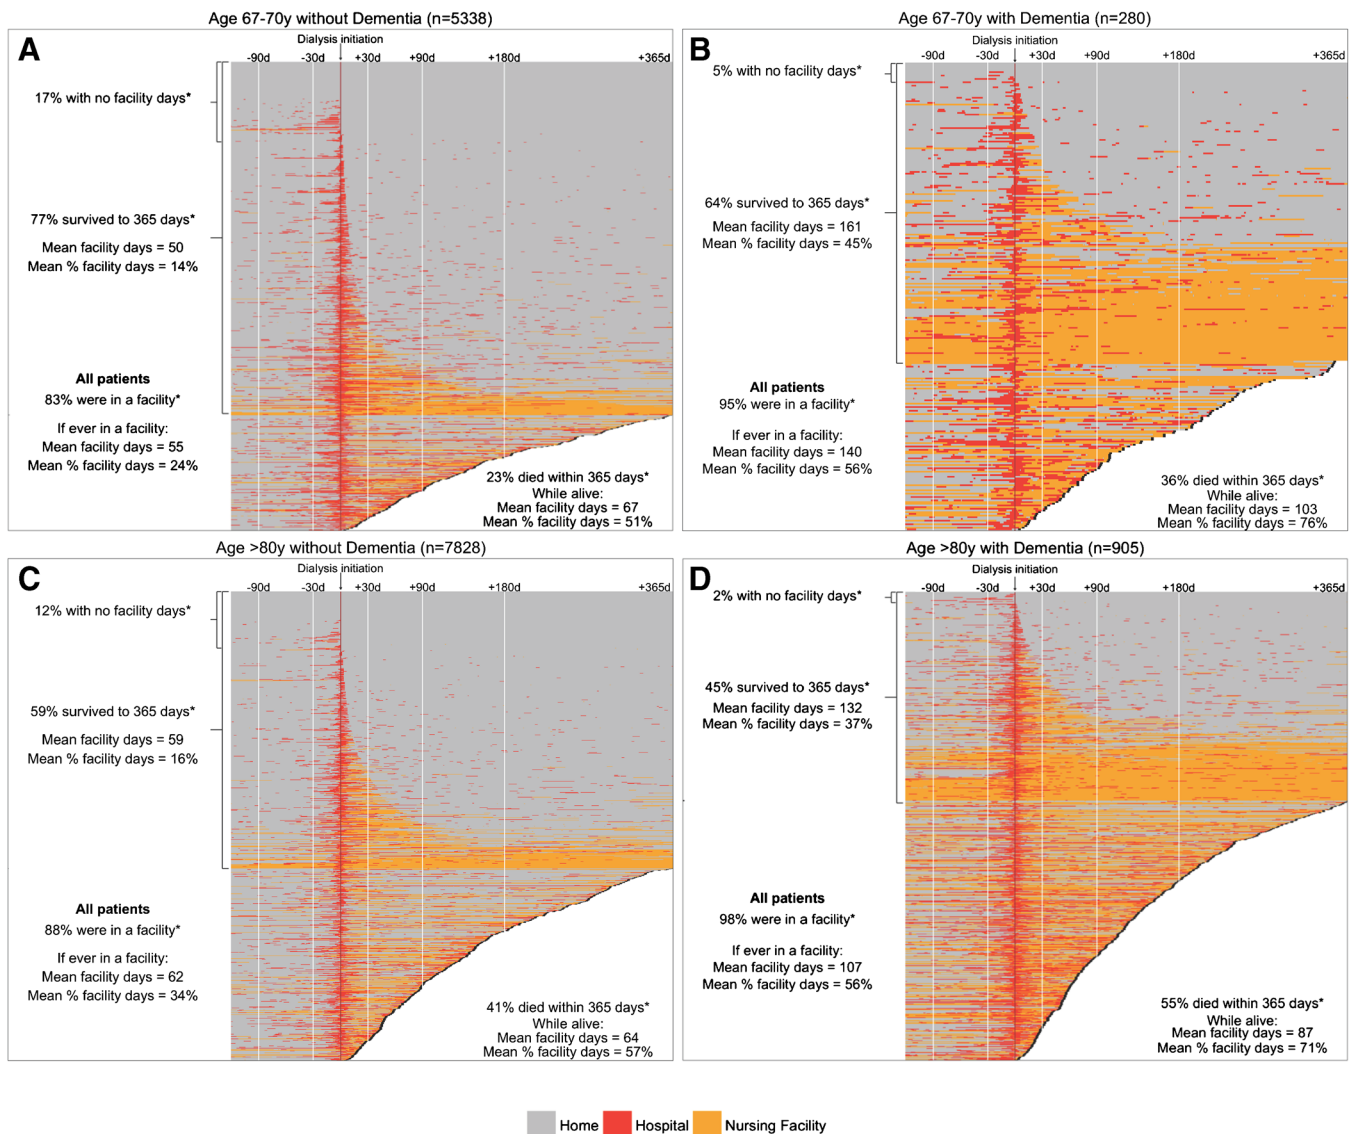 Age 67-70y without Dementia (n=5338)
A
Dialysis initiation
-90d -30d +30d +90d +180d +365d
17% with no facility days*
77% survived to 365 days*
Mean facility days = 50
Mean % facility days = 14%
All patients
83% were in a facility*
If ever in a facility:
Mean facility days = 55
Mean % facility days = 24%
23% died within 365 days*
While alive:
Mean facility days = 67
Mean % facility days = 51%
Age 67-70y with Dementia (n=280)
B
Dialysis initiation
-90d -30d +30d +90d +180d +365d
5% with no facility days*
64% survived to 365 days*
Mean facility days = 161
Mean % facility days = 45%
All patients
95% were in a facility*
If ever in a facility:
Mean facility days = 140
Mean % facility days = 56%
36% died within 365 days*
While alive:
Mean facility days = 103
Mean % facility days = 76%
Age >80y without Dementia (n=7828)
C
Dialysis initiation
-90d -30d +30d +90d +180d +365d
12% with no facility days*
59% survived to 365 days*
Mean facility days = 59
Mean % facility days = 16%
All patients
88% were in a facility*
If ever in a facility:
Mean facility days = 62
Mean % facility days = 34%
41% died within 365 days*
While alive:
Mean facility days = 64
Mean % facility days = 57%
Age >80y with Dementia (n=905)
D
Dialysis initiation
-90d -30d +30d +90d +180d +365d
2% with no facility days*
45% survived to 365 days*
Mean facility days = 132
Mean % facility days = 37%
All patients
98% were in a facility*
If ever in a facility:
Mean facility days = 107
Mean % facility days = 56%
55% died within 365 days*
While alive:
Mean facility days = 87
Mean % facility days = 71%
Home Hospital Nursing Facility